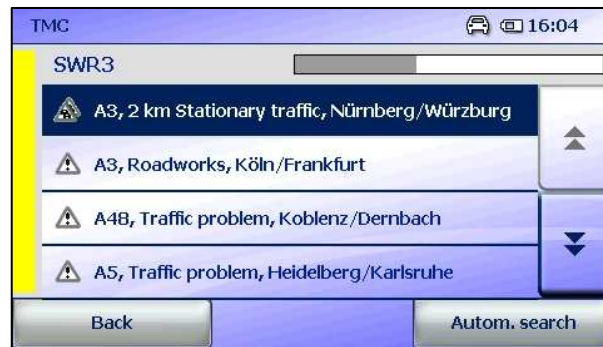 TMC
16:04
SWR3
A3, 2 km Stationary traffic, Nürnberg/Würzburg
A3, Roadworks, Köln/Frankfurt
A48, Traffic problem, Koblenz/Dernbach
A5, Traffic problem, Heidelberg/Karlsruhe
Back
Autom. search